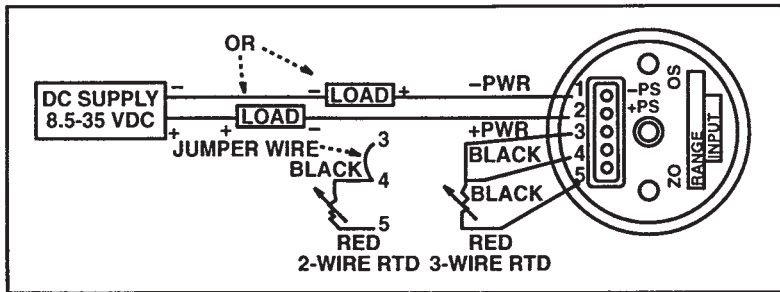 OR
− − LOAD + −PWR
DC SUPPLY
8.5-35 VDC
+ + LOAD −
+PWR
JUMPER WIRE
3
BLACK
4
5
RED
2-WIRE RTD
BLACK
BLACK
RED
3-WIRE RTD
1
2
3
4
5
−PS
+PS
OS
ZO
RANGE
INPUT